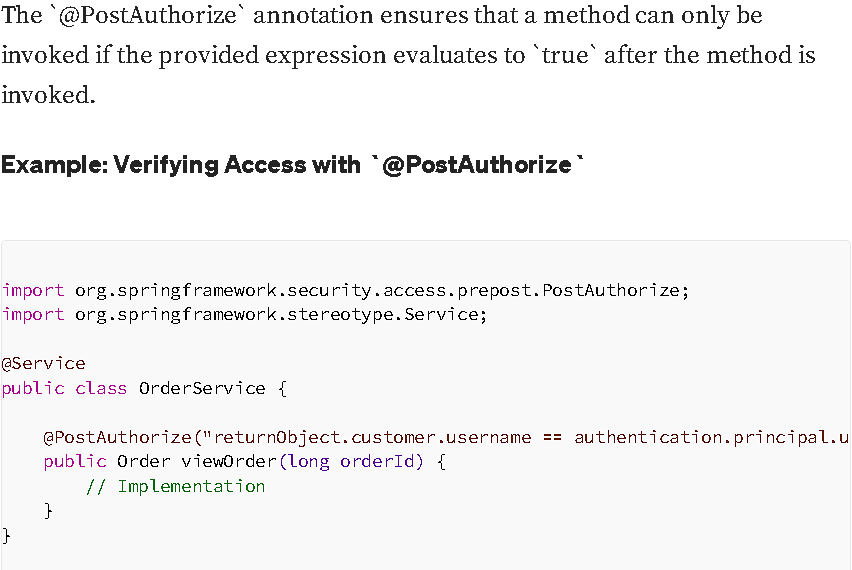 The `@PostAuthorize` annotation ensures that a method can only be
invoked if the provided expression evaluates to `true` after the method is
invoked.
Example: Verifying Access with `@PostAuthorize`
import org.springframework.security.access.prepost.PostAuthorize;
import org.springframework.stereotype.Service;
@Service
public class OrderService {
    @PostAuthorize("returnObject.customer.username == authentication.principal.u
    public Order viewOrder(long orderId) {
        // Implementation
    }
}